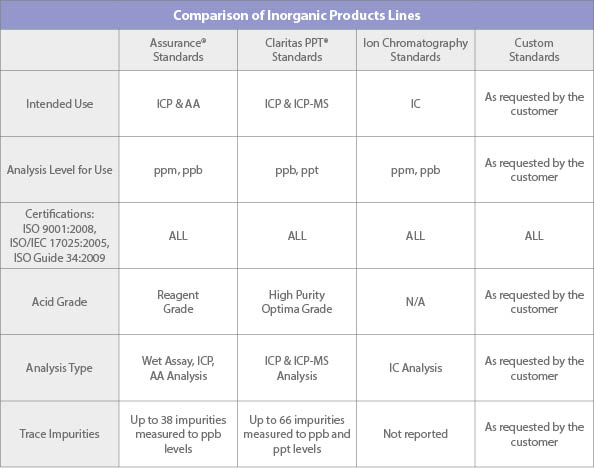 Comparison of Inorganic Products Lines
Assurance®
Standards
Claritas PPT®
Standards
Ion Chromatography
Standards
Custom
Standards
Intended Use
ICP & AA
ICP & ICP-MS
IC
As requested by the
customer
Analysis Level for Use
ppm, ppb
ppb, ppt
ppm, ppb
As requested by the
customer
Certifications:
ISO 9001:2008,
ISO/IEC 17025:2005,
ISO Guide 34:2009
ALL
ALL
ALL
ALL
Acid Grade
Reagent
Grade
High Purity
Optima Grade
N/A
As requested by the
customer
Analysis Type
Wet Assay, ICP,
AA Analysis
ICP & ICP-MS
Analysis
IC Analysis
As requested by the
customer
Trace Impurities
Up to 38 impurities
measured to ppb
levels
Up to 66 impurities
measured to ppb and
ppt levels
Not reported
As requested by the
customer